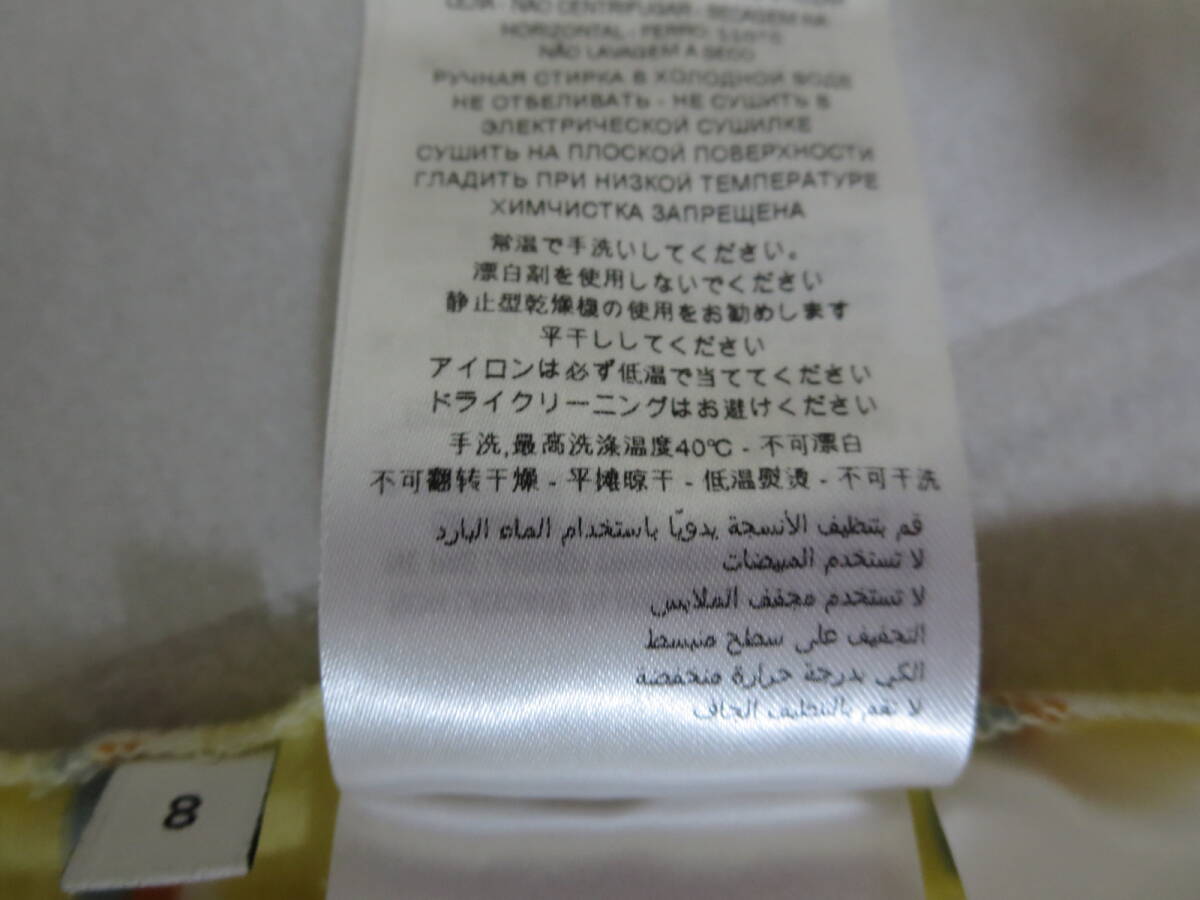 LEJIA - NÃO CENTRIFUGAR - SECAGEM NA
HORIZONTAL - FERRO:
NÃO LAVAGEM A SECO
РУЧНАЯ СТИРКА В ХОЛОДНОЙ ВОДЕ
НЕ ОТБЕЛИВАТЬ - НЕ СУШИТЬ В
ЭЛЕКТРИЧЕСКОЙ СУШИЛКЕ
СУШИТЬ НА ПЛОСКОЙ ПОВЕРХНОСТИ
ГЛАДИТЬ ПРИ НИЗКОЙ ТЕМПЕРАТУРЕ
ХИМЧИСТКА ЗАПРЕЩЕНА
常温で手洗いしてください。
漂白剤を使用しないでください
静止型乾燥機の使用をお勧めします
平干ししてください
アイロンは必ず低温で当ててください
ドライクリーニングはお避けください
手洗,最高洗涤温度40℃ - 不可漂白
不可翻转干燥 - 平摊晾干 - 低温熨烫 - 不可干洗
قم بتنظيف الأنسجة يدويًا باستخدام الماء البارد
لا تستخدم المبيضات
لا تستخدم مجفف الملابس
التجفيف على سطح منبسط
الكي بدرجة حرارة منخفضة
لا تقم بالتنظيف الجاف
8